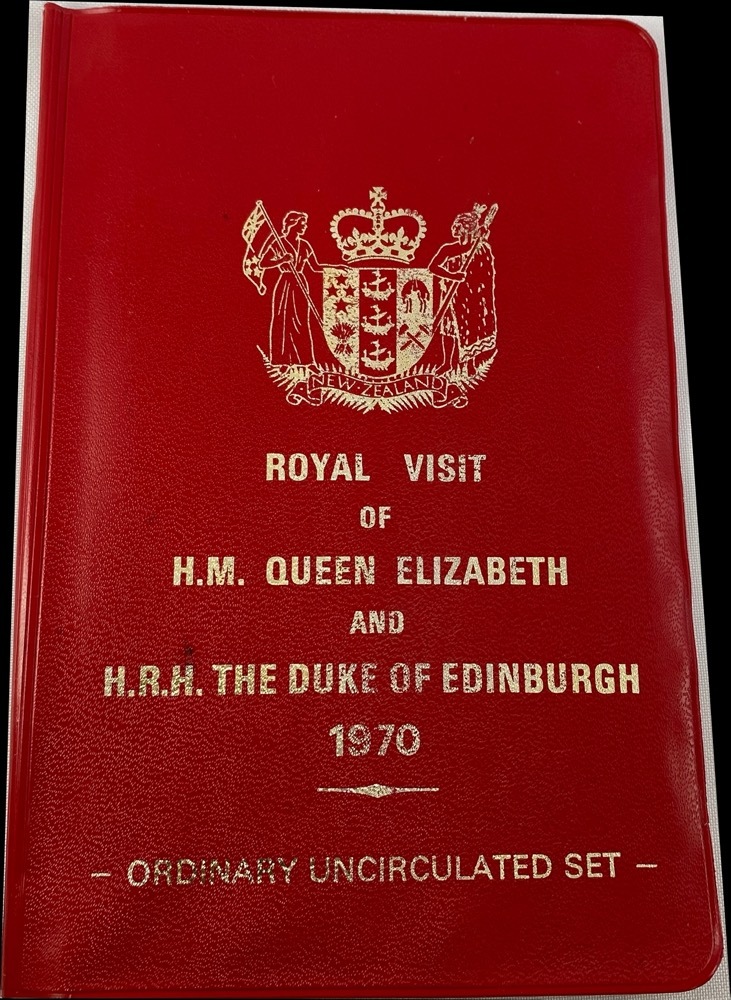 NEW·ZEALAND
ROYAL VISIT
OF
H.M. QUEEN ELIZABETH
AND
H.R.H. THE DUKE OF EDINBURGH
1970
– ORDINARY UNCIRCULATED SET –